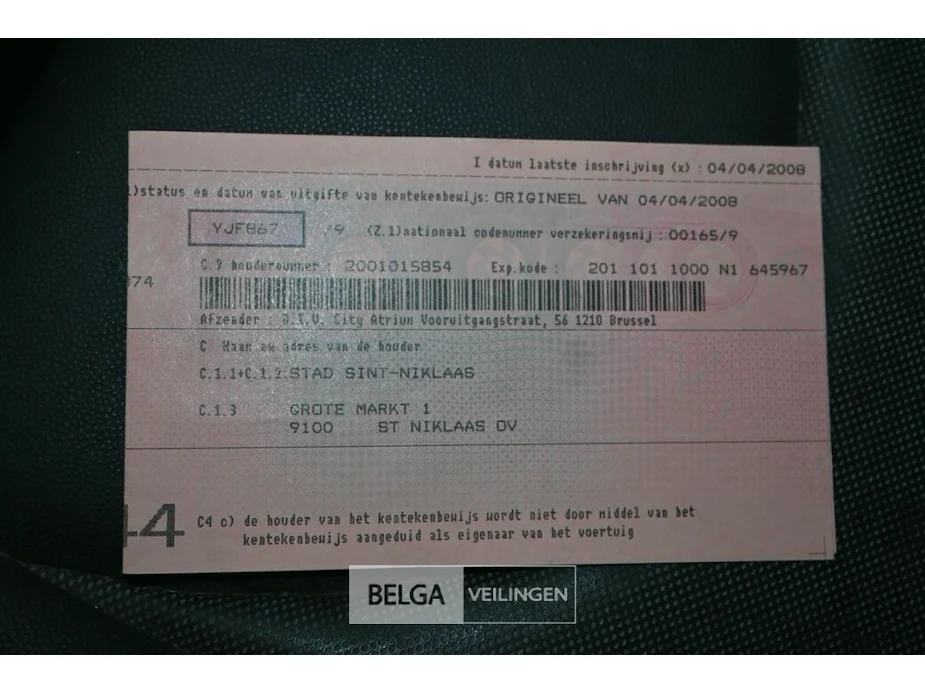 I datum laatste inschrijving (x) : 04/04/2008
)status en datum van uitgifte van kentekenbewijs: ORIGINEEL VAN 04/04/2008
YJF867 /9 (Z.1)nationaal codenummer verzekeringsmij : 00165/9
C.9 houdernummer : 2001015854 Exp.kode : 201 101 1000 N1 645967
74
Afzender : D.I.V. City Atrium Vooruitgangstraat, 56 1210 Brussel
C Naam en adres van de houder
C.1.1+C.1.2:STAD SINT-NIKLAAS
C.1.3 GROTE MARKT 1
9100 ST NIKLAAS OV
4 C4 c) de houder van het kentekenbewijs wordt niet door middel van het
kentekenbewijs aangeduid als eigenaar van het voertuig
BELGA VEILINGEN